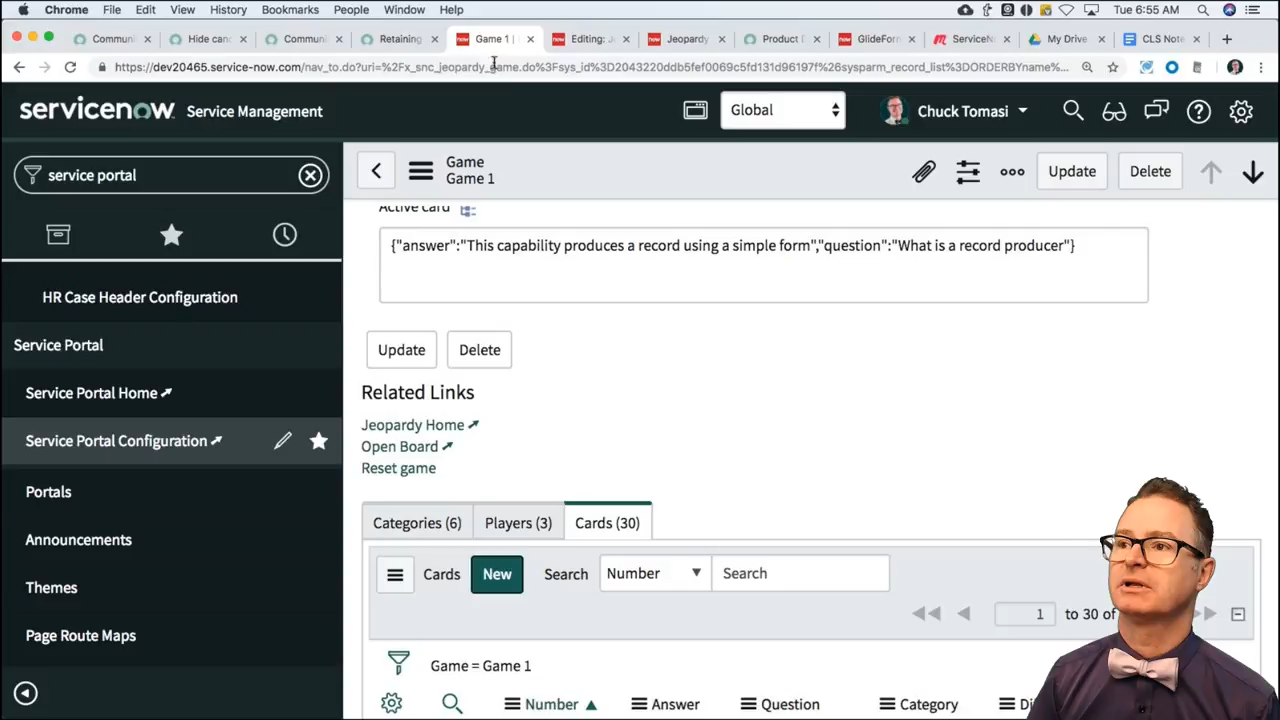 Chrome File Edit View History Bookmarks People Window Help Tue 6:55 AM
Communi Hide canc Communi Retaining Game 1 | Editing: J Jeopardy Product D GlideForm ServiceNo My Drive CLS Note
https://dev20465.service-now.com/nav_to.do?uri=%2Fx_snc_jeopardy_game.do%3Fsys_id%3D2043220ddb5fef0069c5fd131d96197f%26sysparm_record_list%3DORDERBYname%...
servicenow Service Management Global Chuck Tomasi
service portal
Game
Game 1
Update Delete
Active card
{"answer":"This capability produces a record using a simple form","question":"What is a record producer"}
HR Case Header Configuration
Service Portal
Update Delete
Service Portal Home
Related Links
Jeopardy Home
Service Portal Configuration
Open Board
Reset game
Portals
Categories (6) Players (3) Cards (30)
Announcements
Cards New Search Number Search
Themes
1 to 30 of
Page Route Maps
Game = Game 1
Number Answer Question Category Di